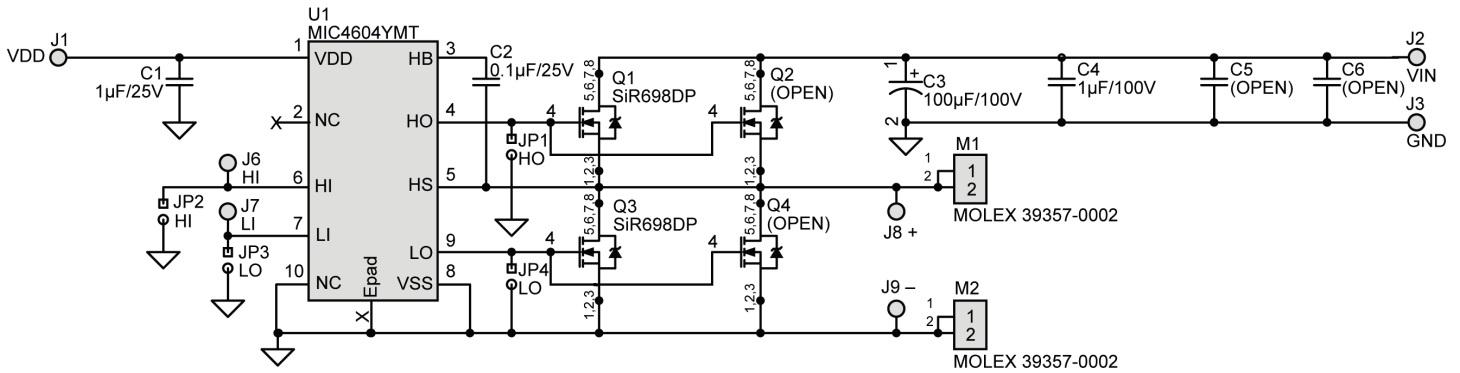 U1
MIC4604YMT
J1
VDD
1
VDD
HB
3
C2
0.1µF/25V
C1
1µF/25V
X
2
NC
HO
4
J6
HI
6
HI
HS
5
JP2
HI
J7
LI
7
LI
LO
9
JP3
LO
10
NC
Epad
VSS
8
X
JP1
HO
JP4
LO
5,6,7,8
Q1
SiR698DP
4
1,2,3
5,6,7,8
Q2
(OPEN)
4
1,2,3
5,6,7,8
Q3
SiR698DP
4
1,2,3
5,6,7,8
Q4
(OPEN)
4
1,2,3
1
+
C3
100µF/100V
2
C4
1µF/100V
C5
(OPEN)
C6
(OPEN)
J2
VIN
J3
GND
M1
1
2
1
2
MOLEX 39357-0002
J8 +
J9 –
M2
1
2
1
2
MOLEX 39357-0002